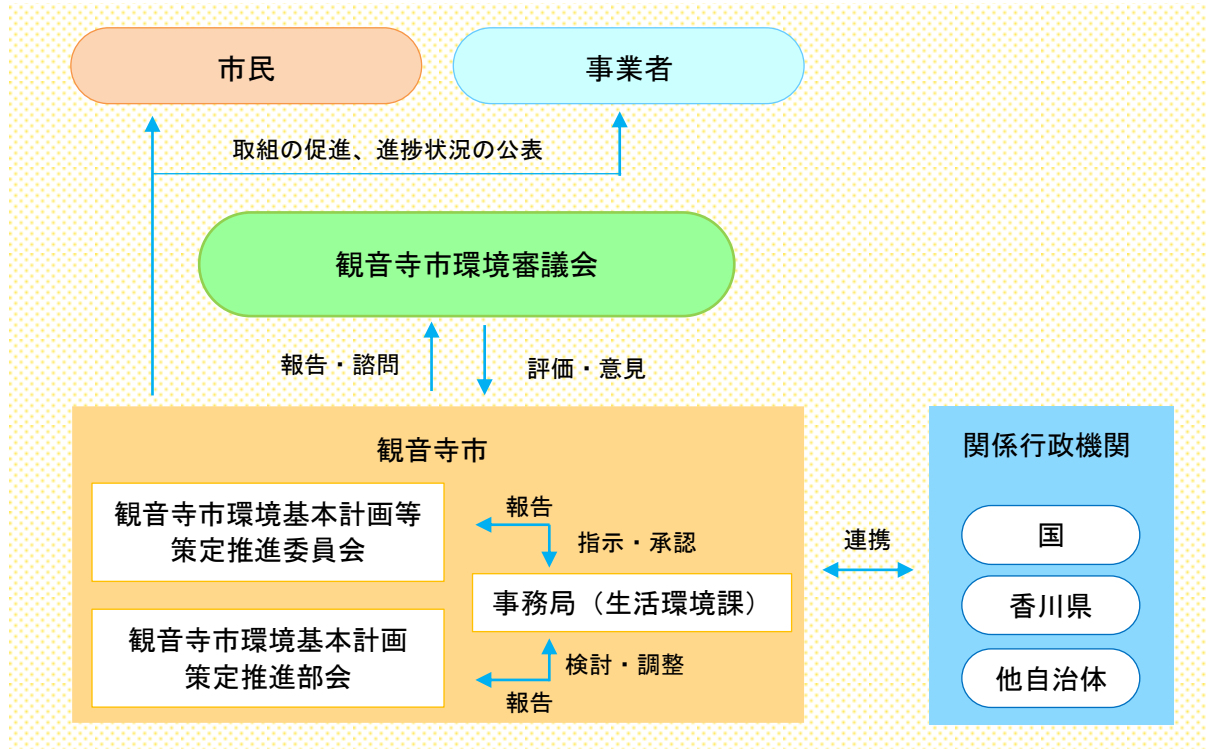 市民
事業者
取組の促進、進捗状況の公表
観音寺市環境審議会
報告・諮問
評価・意見
観音寺市
観音寺市環境基本計画等
策定推進委員会
報告
指示・承認
事務局（生活環境課）
観音寺市環境基本計画
策定推進部会
検討・調整
報告
連携
関係行政機関
国
香川県
他自治体